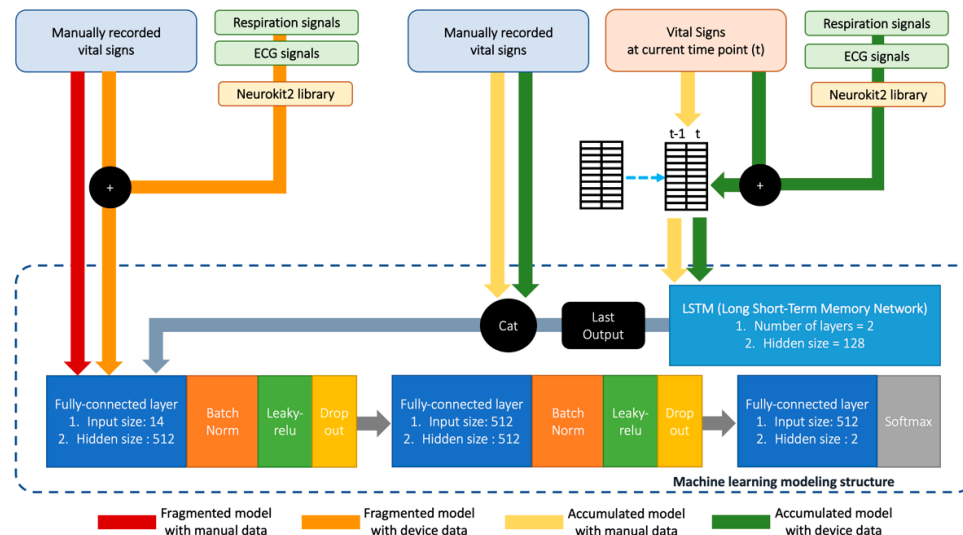 Manually recorded
vital signs
Respiration signals
ECG signals
Neurokit2 library
+
Manually recorded
vital signs
Vital Signs
at current time point (t)
Respiration signals
ECG signals
Neurokit2 library
t-1 t
+
Cat
Last
Output
LSTM (Long Short-Term Memory Network)
1. Number of layers = 2
2. Hidden size = 128
Fully-connected layer
1. Input size: 14
2. Hidden size : 512
Batch
Norm
Leaky-
relu
Drop
out
Fully-connected layer
1. Input size: 512
2. Hidden size : 512
Batch
Norm
Leaky-
relu
Drop
out
Fully-connected layer
1. Input size: 512
2. Hidden size : 2
Softmax
Machine learning modeling structure
Fragmented model
with manual data
Fragmented model
with device data
Accumulated model
with manual data
Accumulated model
with device data